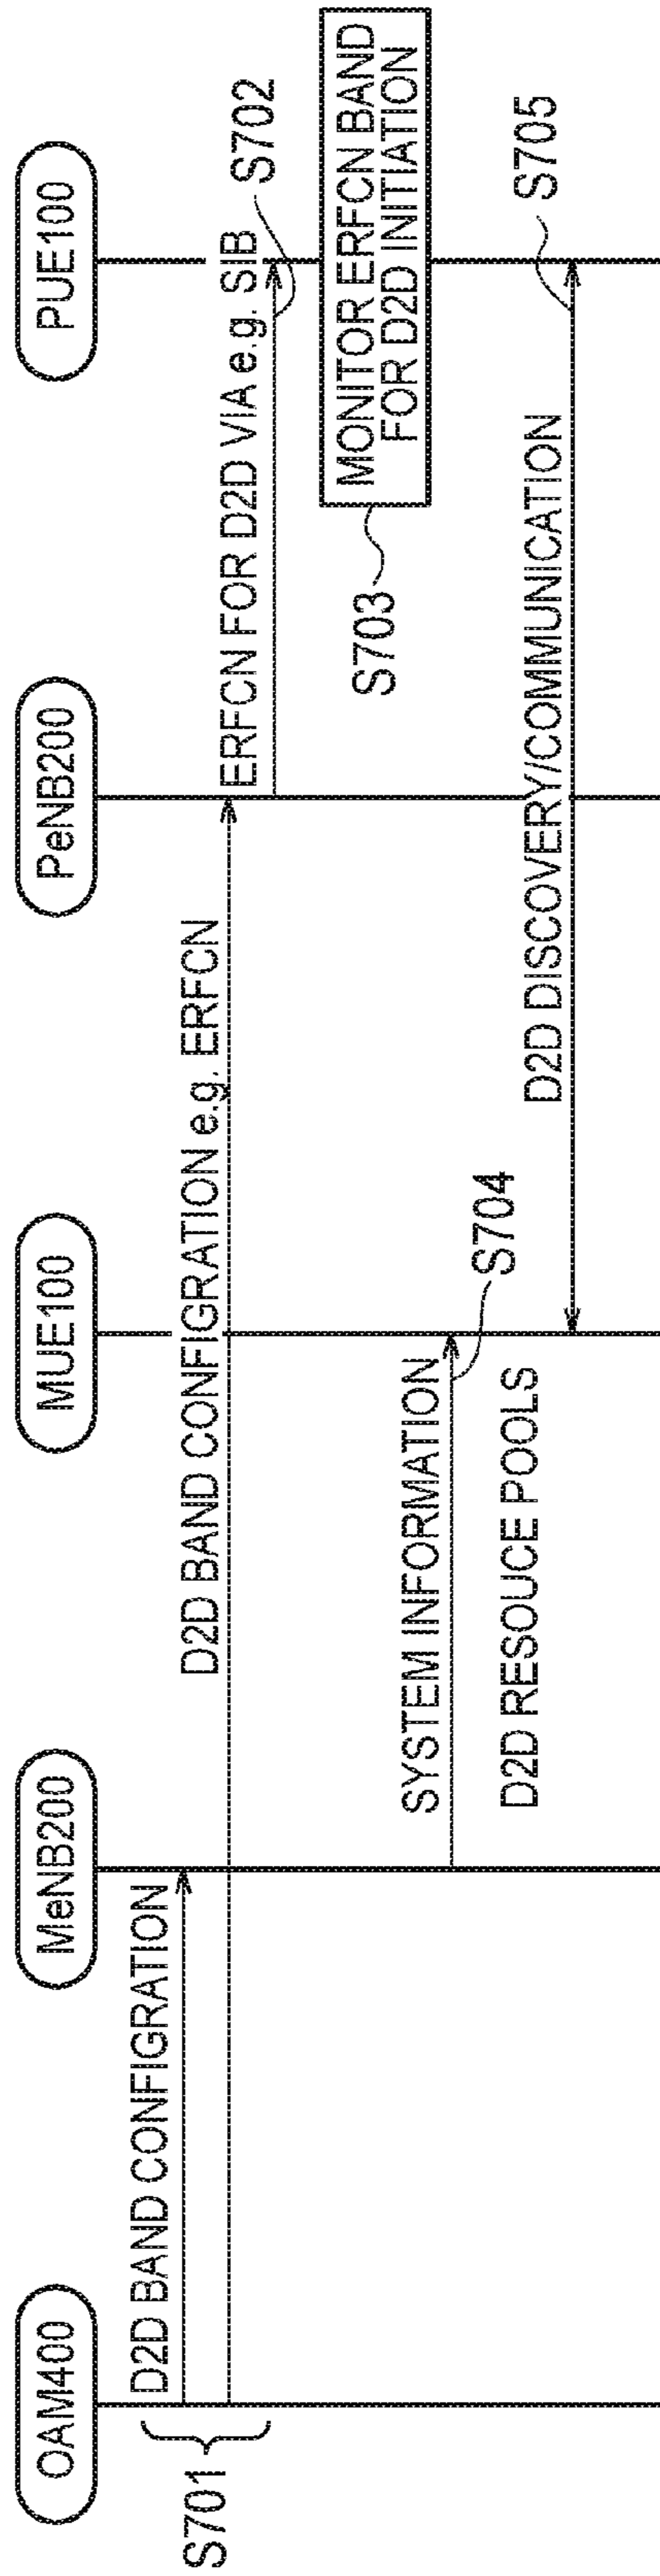 OAM400
MeNB200
MUE100
PeNB200
PUE100
D2D BAND CONFIGRATION
D2D BAND CONFIGRATION e.g. ERFCN
S701
ERFCN FOR D2D VIA e.g. SIB
S702
MONITOR ERFCN BAND
FOR D2D INITIATION
S703
SYSTEM INFORMATION
S704
D2D RESOUCE POOLS
D2D DISCOVERY/COMMUNICATION
S705